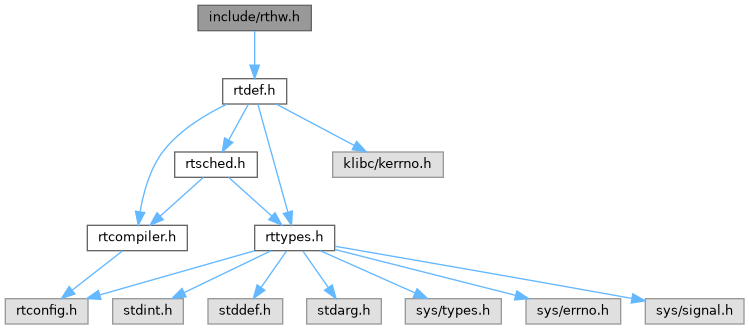 include/rthw.h
rtdef.h
rtsched.h
klibc/kerrno.h
rtcompiler.h
rttypes.h
rtconfig.h
stdint.h
stddef.h
stdarg.h
sys/types.h
sys/errno.h
sys/signal.h